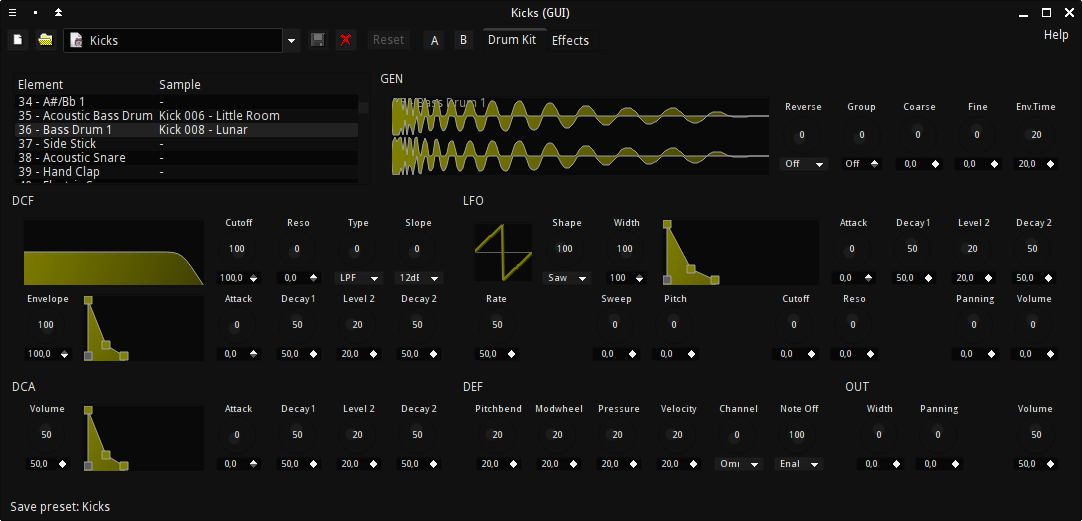 Kicks (GUI)
Kicks
Reset A B Drum Kit Effects Help
Element Sample
34 - A#/Bb 1 -
35 - Acoustic Bass Drum Kick 006 - Little Room
36 - Bass Drum 1 Kick 008 - Lunar
37 - Side Stick -
38 - Acoustic Snare -
39 - Hand Clap -
GEN
Bass Drum 1
Reverse Group Coarse Fine Env.Time
0 0 0 0 20
Off Off 0,0 0,0 20,0
DCF
Cutoff Reso Type Slope
100 0 0 0
100,0 0,0 LPF 12dB
Envelope Attack Decay 1 Level 2 Decay 2
100 0 50 20 50
100,0 0,0 50,0 20,0 50,0
LFO
Shape Width Attack Decay 1 Level 2 Decay 2
100 100 0 50 20 50
Saw 100 0,0 50,0 20,0 50,0
Rate Sweep Pitch Cutoff Reso Panning Volume
50 0 0 0 0 0 0
50,0 0,0 0,0 0,0 0,0 0,0 0,0
DCA
Volume Attack Decay 1 Level 2 Decay 2
50 0 50 20 50
50,0 0,0 50,0 20,0 50,0
DEF
Pitchbend Modwheel Pressure Velocity Channel Note Off
20 20 20 20 0 100
20,0 20,0 20,0 20,0 Omni Enal
OUT
Width Panning Volume
0 0 50
0,0 0,0 50,0
Save preset: Kicks